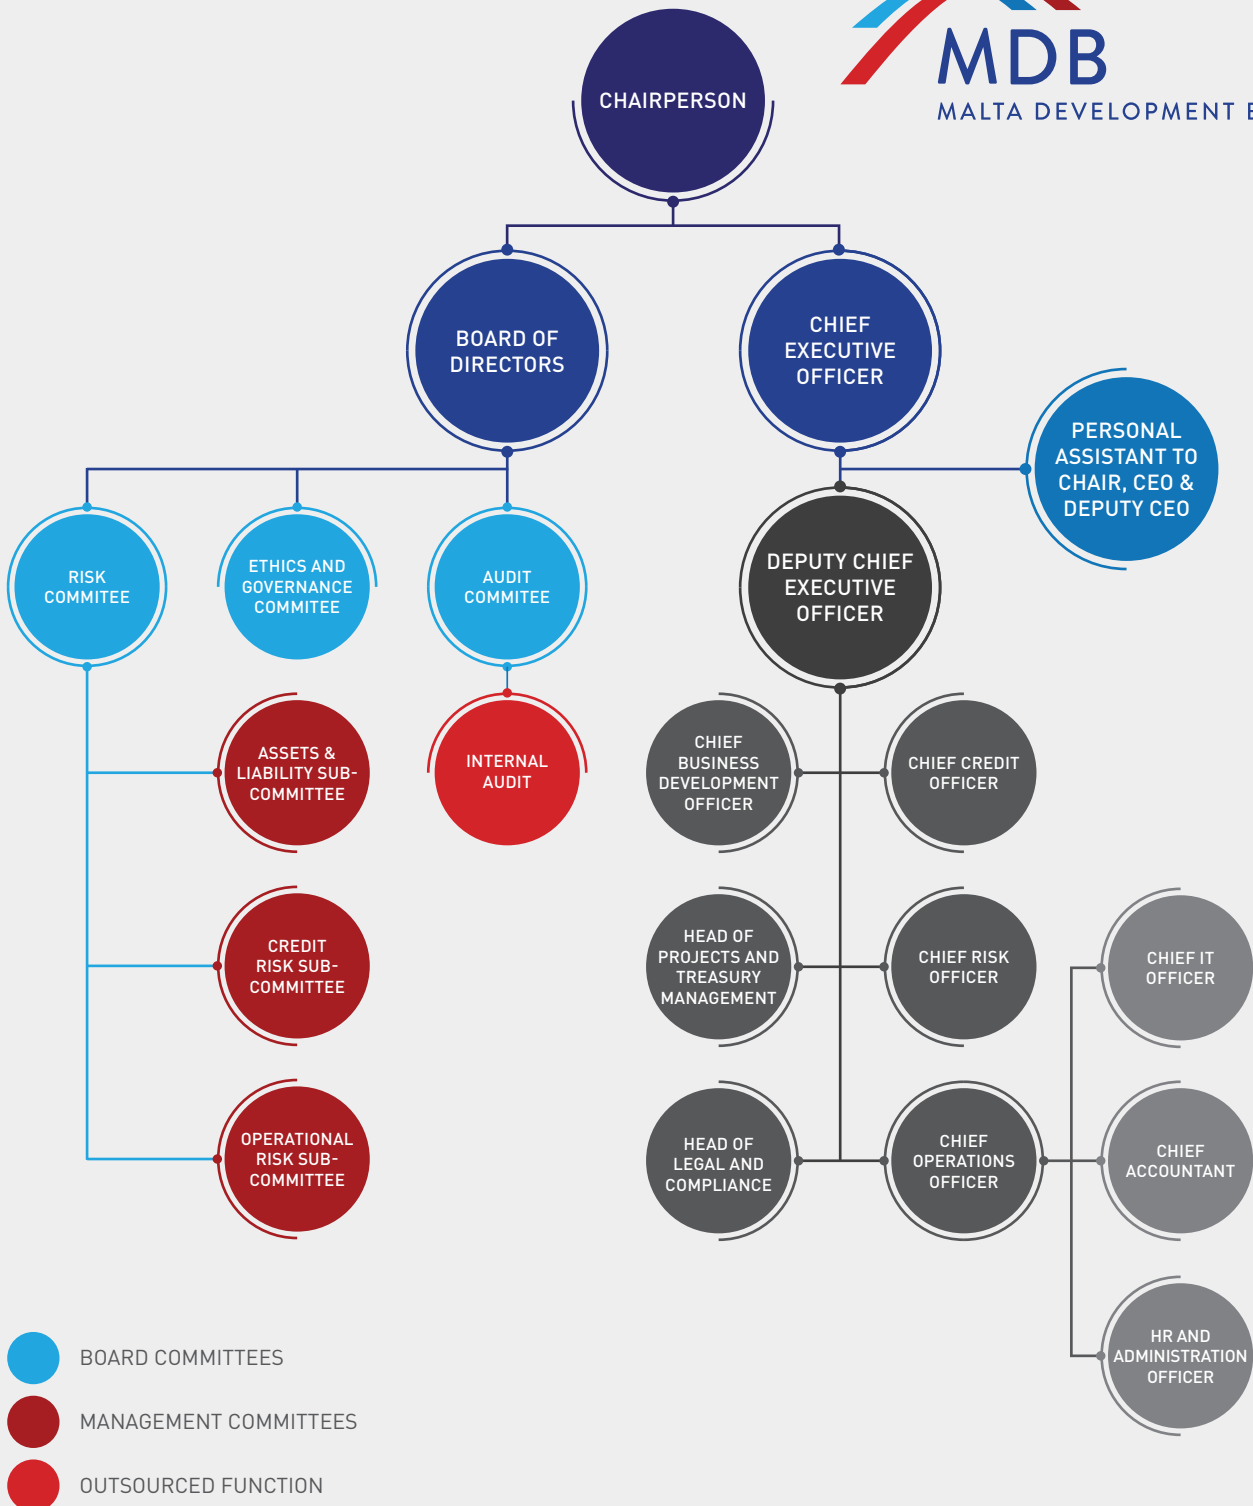 MDB
MALTA DEVELOPMENT
CHAIRPERSON
BOARD OF
DIRECTORS
CHIEF
EXECUTIVE
OFFICER
PERSONAL
ASSISTANT TO
CHAIR, CEO &
DEPUTY CEO
RISK
COMMITEE
ETHICS AND
GOVERNANCE
COMMITEE
AUDIT
COMMITEE
DEPUTY CHIEF
EXECUTIVE
OFFICER
ASSETS &
LIABILITY SUB-
COMMITTEE
INTERNAL
AUDIT
CHIEF
BUSINESS
DEVELOPMENT
OFFICER
CHIEF CREDIT
OFFICER
CREDIT
RISK SUB-
COMMITTEE
HEAD OF
PROJECTS AND
TREASURY
MANAGEMENT
CHIEF RISK
OFFICER
CHIEF IT
OFFICER
OPERATIONAL
RISK SUB-
COMMITTEE
HEAD OF
LEGAL AND
COMPLIANCE
CHIEF
OPERATIONS
OFFICER
CHIEF
ACCOUNTANT
HR AND
ADMINISTRATION
OFFICER
BOARD COMMITTEES
MANAGEMENT COMMITTEES
OUTSOURCED FUNCTION